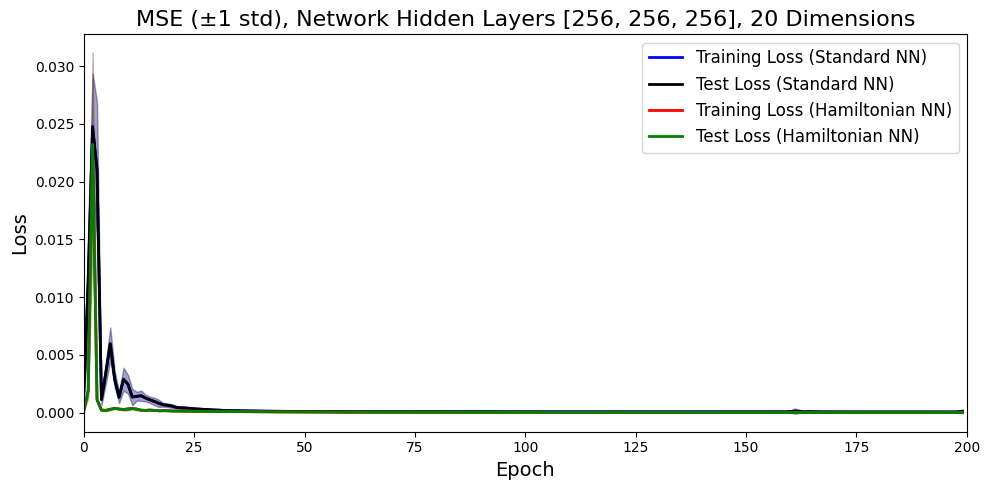 MSE (±1 std), Network Hidden Layers [256, 256, 256], 20 Dimensions
Training Loss (Standard NN)
Test Loss (Standard NN)
Training Loss (Hamiltonian NN)
Test Loss (Hamiltonian NN)
Loss
0.030
0.025
0.020
0.015
0.010
0.005
0.000
0 25 50 75 100 125 150 175 200
Epoch